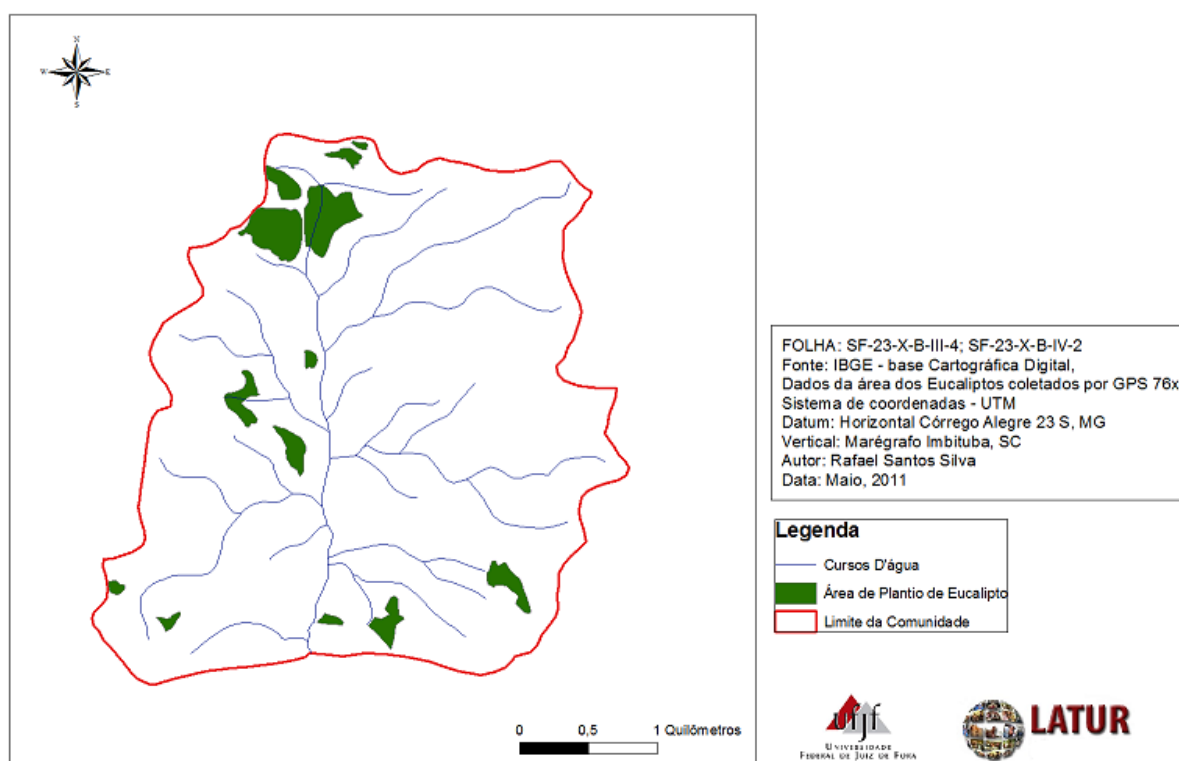 N
W E
S
FOLHA: SF-23-X-B-III-4; SF-23-X-B-IV-2
Fonte: IBGE - base Cartográfica Digital,
Dados da área dos Eucaliptos coletados por GPS 76x
Sistema de coordenadas - UTM
Datum: Horizontal Córrego Alegre 23 S, MG
Vertical: Marégrafo Imbituba, SC
Autor: Rafael Santos Silva
Data: Maio, 2011
Legenda
Cursos D'água
Área de Plantio de Eucalipto
Limite da Comunidade
0 0,5 1 Quilômetros
ufjf
UNIVERSIDADE
FEDERAL DE JUIZ DE FORA
LATUR